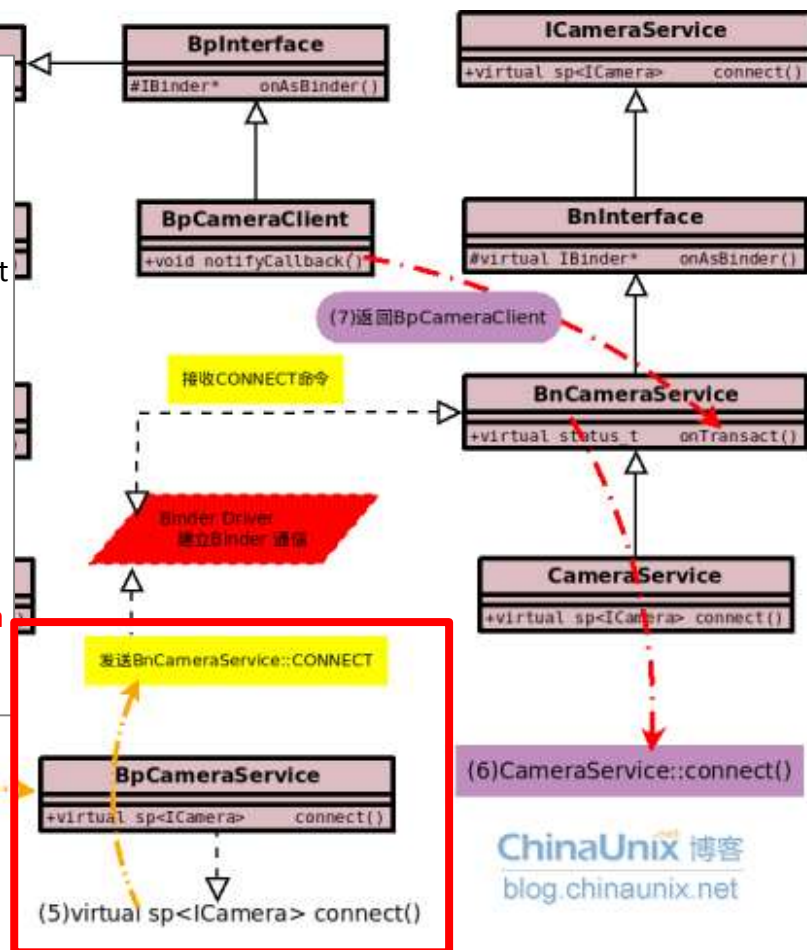 BpInterface
#IBinder* onAsBinder()
ICameraService
+virtual sp<ICamera> connect()
BpCameraClient
+void notifyCallback()
BnInterface
#virtual IBinder* onAsBinder()
t
(7)返回BpCameraClient
接收CONNECT命令
BnCameraService
+virtual status_t onTransact()
Binder Driver
建立Binder 通信
CameraService
+virtual sp<ICamera> connect()
发送BnCameraService::CONNECT
BpCameraService
+virtual sp<ICamera> connect()
(6)CameraService::connect()
(5)virtual sp<ICamera> connect()
ChinaUnix 博客
blog.chinaunix.net